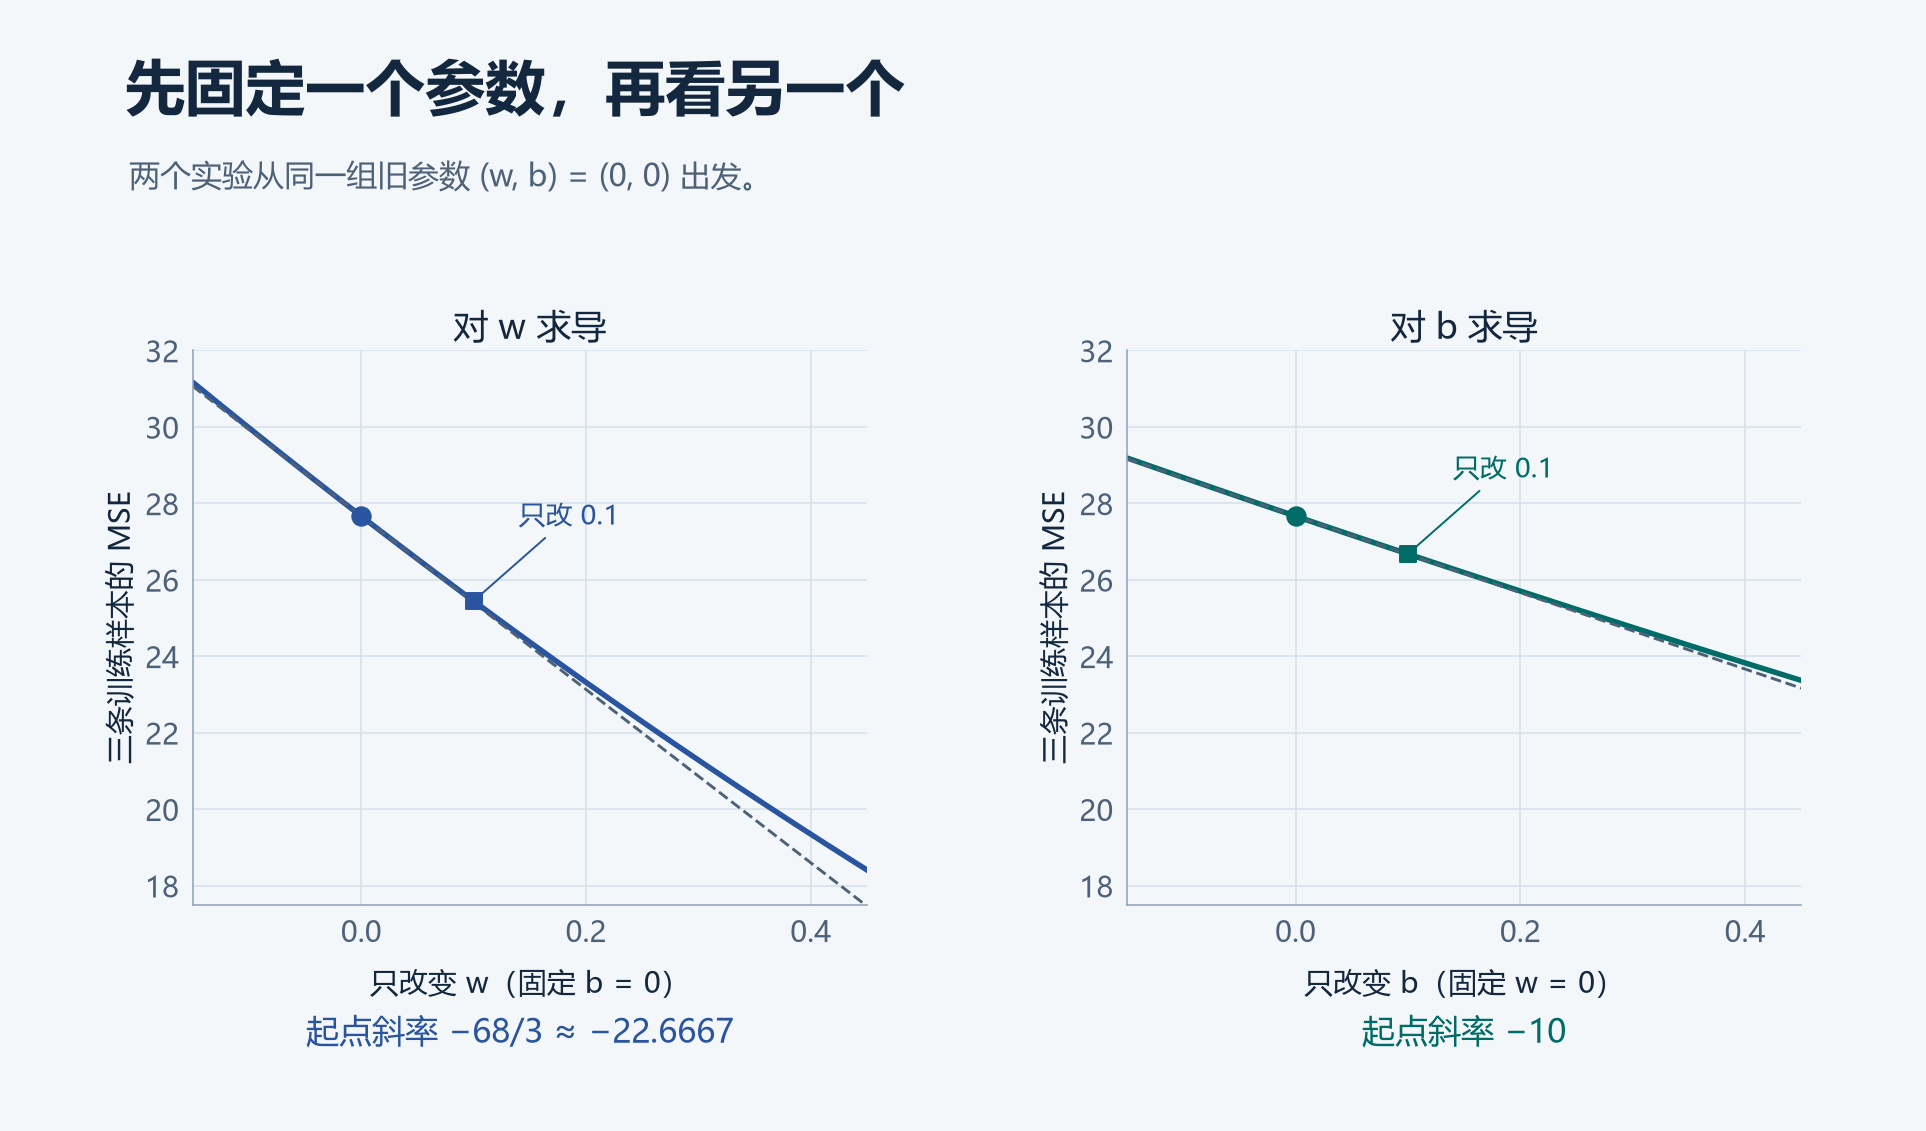 先固定一个参数，再看另一个
两个实验从同一组旧参数 (w, b) = (0, 0) 出发。
对 w 求导
三条训练样本的 MSE
32
30
28
26
24
22
20
18
只改 0.1
0.0
0.2
0.4
只改变 w（固定 b = 0）
起点斜率 −68/3 ≈ −22.6667
对 b 求导
三条训练样本的 MSE
32
30
28
26
24
22
20
18
只改 0.1
0.0
0.2
0.4
只改变 b（固定 w = 0）
起点斜率 −10